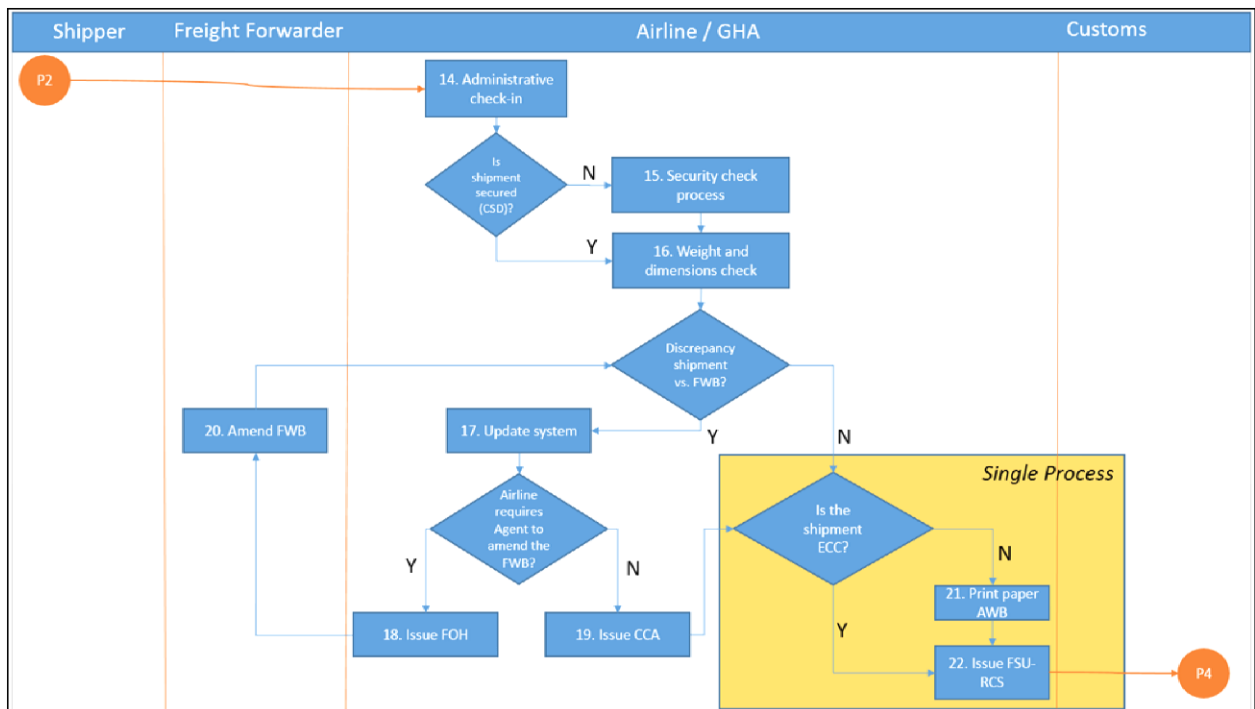 Shipper
Freight Forwarder
Airline / GHA
Customs
P2
14. Administrative
check-in
Is
shipment
secured
(CSD)?
N
15. Security check
process
Y
16. Weight and
dimensions check
Discrepancy
shipment
vs. FWB?
20. Amend FWB
17. Update system
Y
N
Single Process
Airline
requires
Agent to
amend the
FWB?
Is the
shipment
ECC?
Y
N
N
21. Print paper
AWB
18. Issue FOH
19. Issue CCA
Y
22. Issue FSU-
RCS
P4